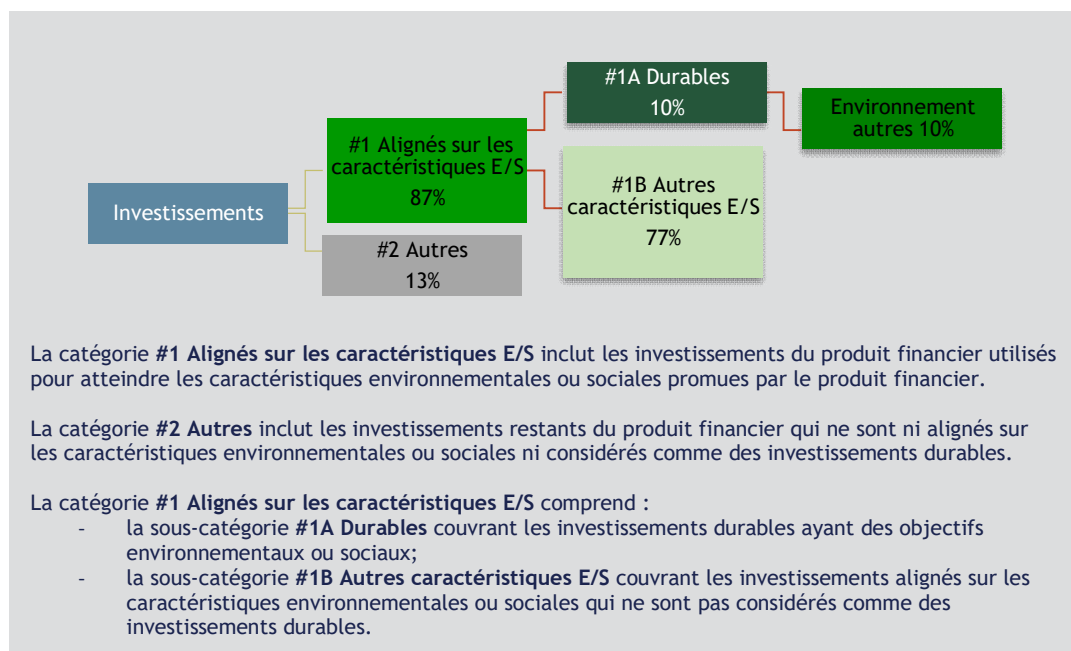 Investissements
#1 Alignés sur les
caractéristiques E/S
87%
#2 Autres
13%
#1A Durables
10%
#1B Autres
caractéristiques E/S
77%
Environnement
autres 10%
La catégorie #1 Alignés sur les caractéristiques E/S inclut les investissements du produit financier utilisés
pour atteindre les caractéristiques environnementales ou sociales promues par le produit financier.
La catégorie #2 Autres inclut les investissements restants du produit financier qui ne sont ni alignés sur
les caractéristiques environnementales ou sociales ni considérés comme des investissements durables.
La catégorie #1 Alignés sur les caractéristiques E/S comprend :
- la sous-catégorie #1A Durables couvrant les investissements durables ayant des objectifs
environnementaux ou sociaux;
- la sous-catégorie #1B Autres caractéristiques E/S couvrant les investissements alignés sur les
caractéristiques environnementales ou sociales qui ne sont pas considérés comme des
investissements durables.